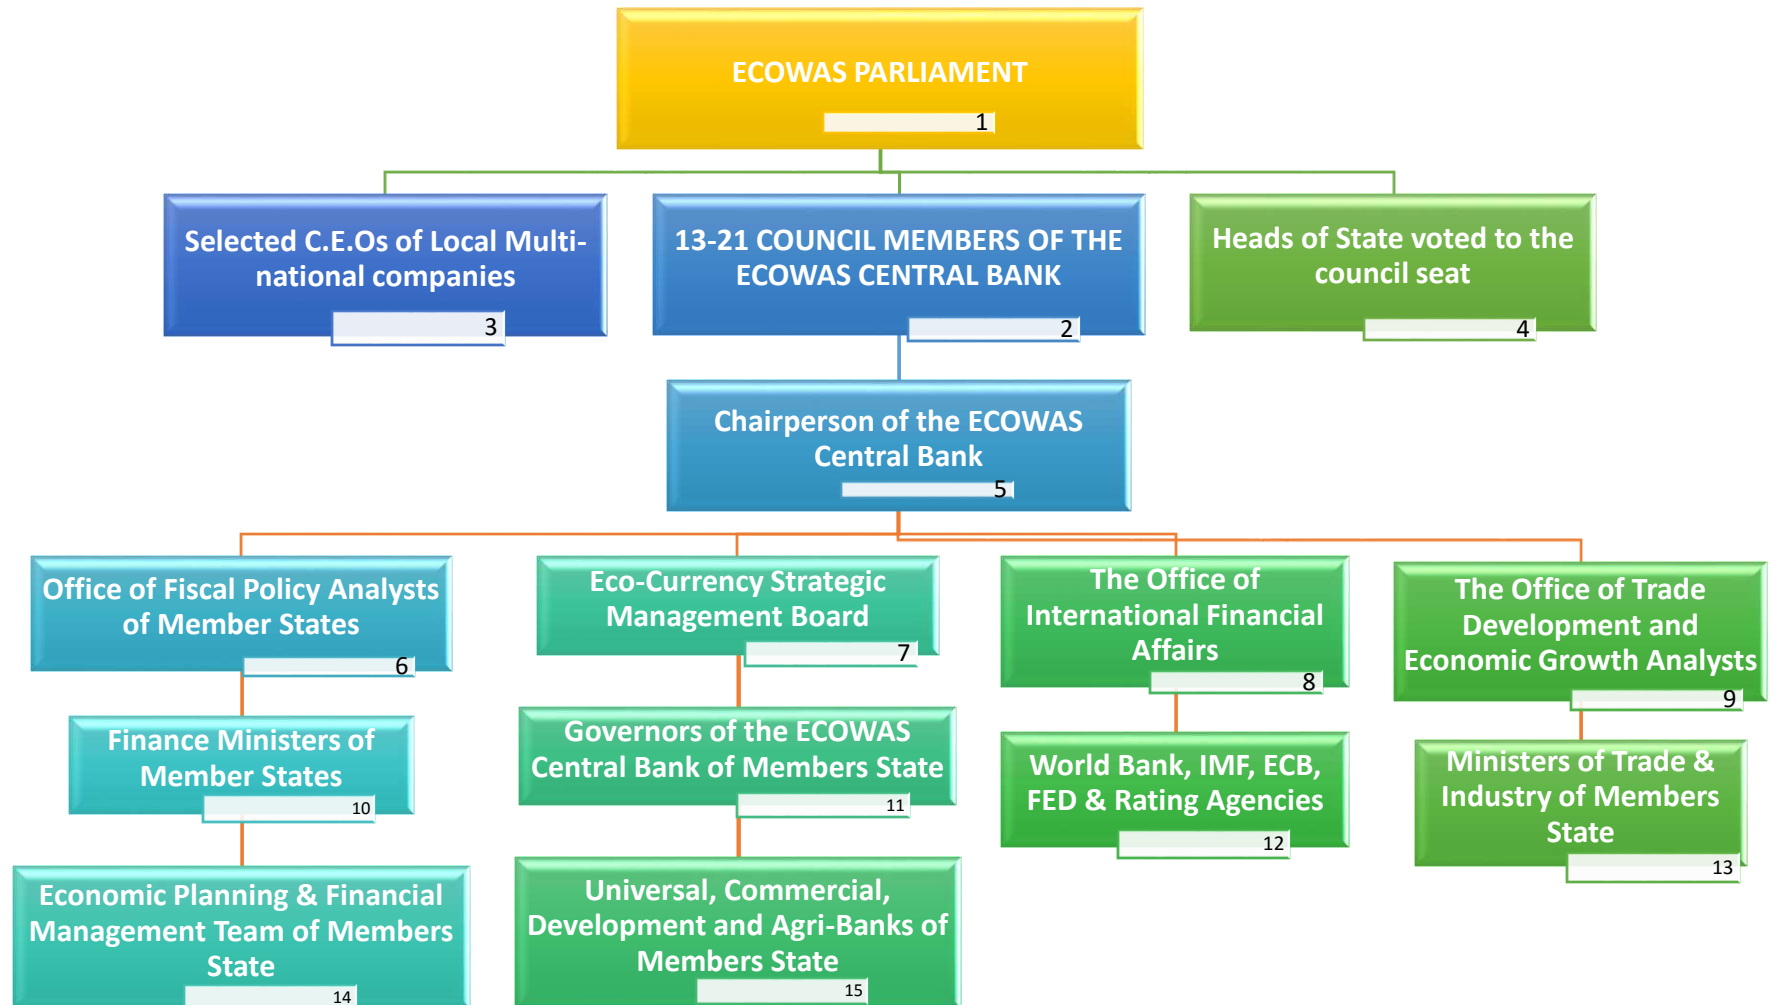 ECOWAS PARLIAMENT
1
Selected C.E.Os of Local Multi-
national companies
3
13-21 COUNCIL MEMBERS OF THE
ECOWAS CENTRAL BANK
2
Heads of State voted to the
council seat
4
Chairperson of the ECOWAS
Central Bank
5
Office of Fiscal Policy Analysts
of Member States
6
Eco-Currency Strategic
Management Board
7
The Office of
International Financial
Affairs
8
The Office of Trade
Development and
Economic Growth Analysts
9
Finance Ministers of
Member States
10
Governors of the ECOWAS
Central Bank of Members State
11
World Bank, IMF, ECB,
FED & Rating Agencies
12
Ministers of Trade &
Industry of Members
State
13
Economic Planning & Financial
Management Team of Members
State
14
Universal, Commercial,
Development and Agri-Banks of
Members State
15